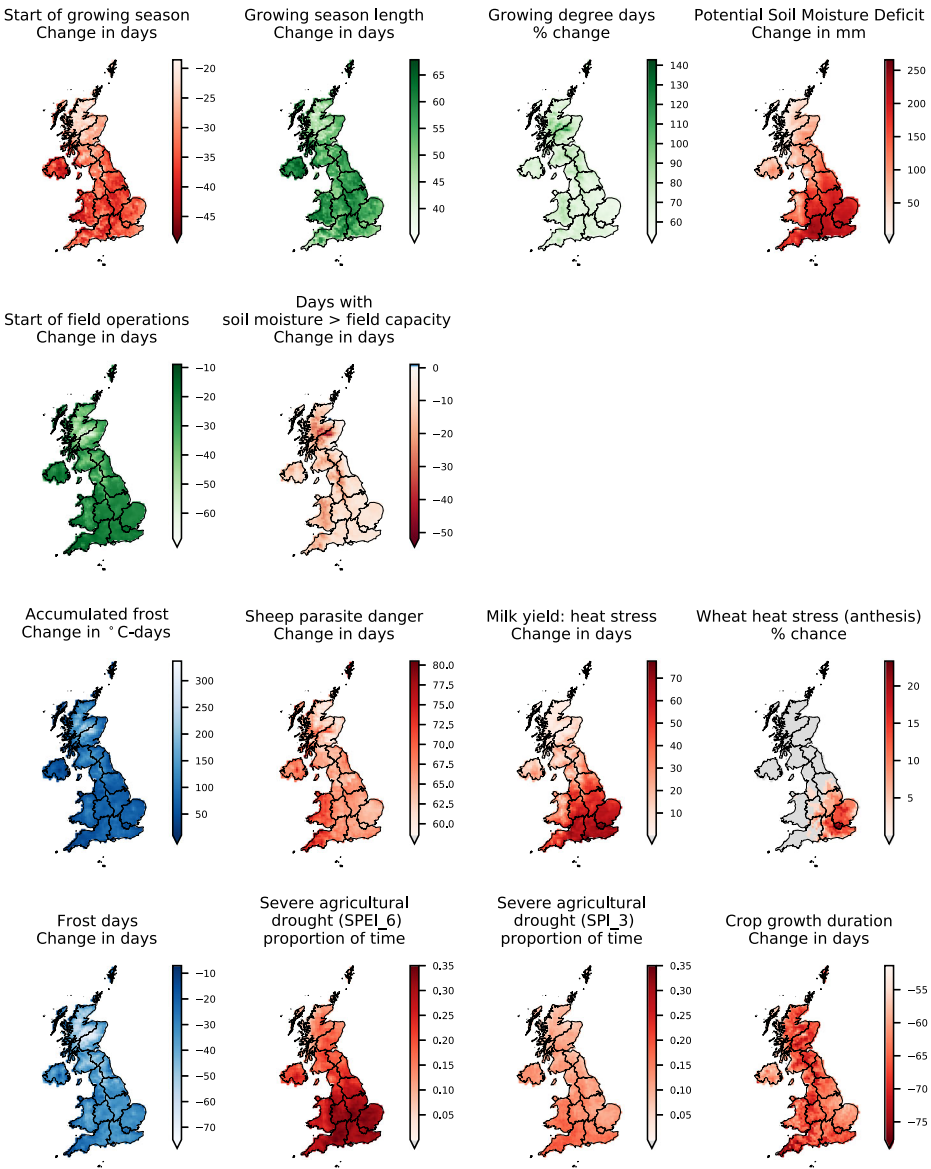 Start of growing season
Change in days
−20
−25
−30
−35
−40
−45
Growing season length
Change in days
65
60
55
50
45
40
Growing degree days
% change
140
130
120
110
100
90
80
70
60
Potential Soil Moisture Deficit
Change in mm
250
200
150
100
50
Start of field operations
Change in days
−10
−20
−30
−40
−50
−60
Days with
soil moisture > field capacity
Change in days
0
−10
−20
−30
−40
−50
Accumulated frost
Change in °C-days
300
250
200
150
100
50
Sheep parasite danger
Change in days
80.0
77.5
75.0
72.5
70.0
67.5
65.0
62.5
60.0
Milk yield: heat stress
Change in days
70
60
50
40
30
20
10
Wheat heat stress (anthesis)
% chance
20
15
10
5
Frost days
Change in days
−10
−20
−30
−40
−50
−60
−70
Severe agricultural
drought (SPEI_6)
proportion of time
0.35
0.30
0.25
0.20
0.15
0.10
0.05
Severe agricultural
drought (SPI_3)
proportion of time
0.35
0.30
0.25
0.20
0.15
0.10
0.05
Crop growth duration
Change in days
−55
−60
−65
−70
−75